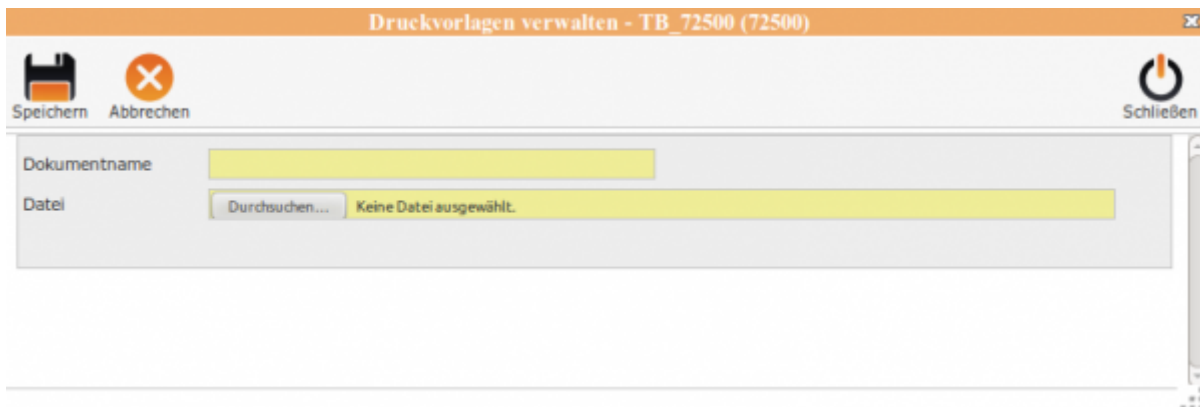 Druckvorlagen verwalten - TB_72500 (72500)
Speichern Abbrechen Schließen
Dokumentname
Datei Durchsuchen... Keine Datei ausgewählt.